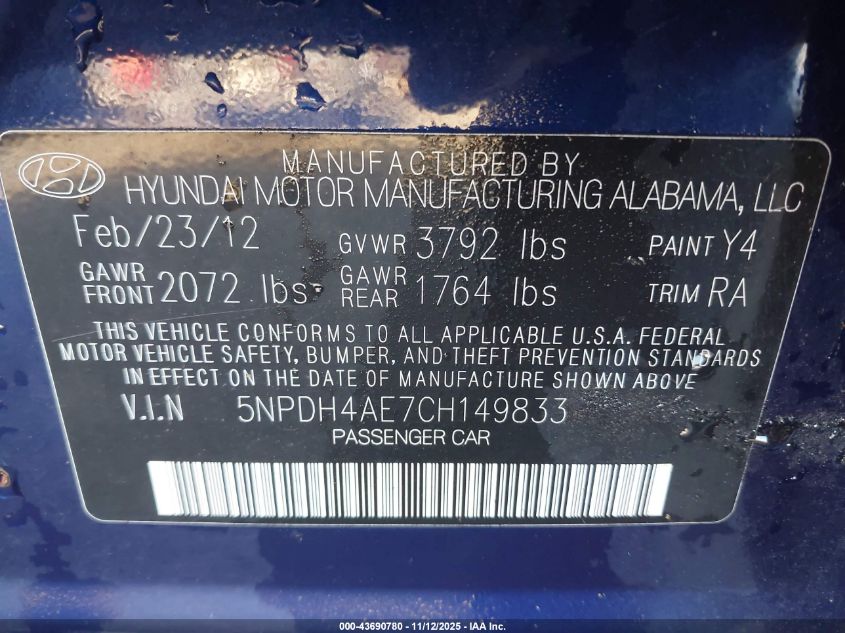 MANUFACTURED BY
HYUNDAI MOTOR MANUFACTURING ALABAMA, LLC
Feb/23/12 GVWR 3792 lbs PAINT Y4
GAWR FRONT 2072 lbs GAWR REAR 1764 lbs TRIM RA
THIS VEHICLE CONFORMS TO ALL APPLICABLE U.S.A. FEDERAL
MOTOR VEHICLE SAFETY, BUMPER, AND THEFT PREVENTION STANDARDS
IN EFFECT ON THE DATE OF MANUFACTURE SHOWN ABOVE
V.I.N 5NPDH4AE7CH149833
PASSENGER CAR
000-43690780 - 11/12/2025 - IAA Inc.